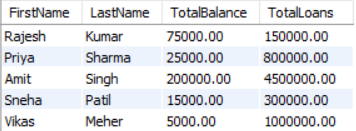 FirstName LastName TotalBalance TotalLoans
Rajesh Kumar 75000.00 150000.00
Priya Sharma 25000.00 800000.00
Amit Singh 200000.00 4500000.00
Sneha Patil 15000.00 300000.00
Vikas Meher 5000.00 1000000.00